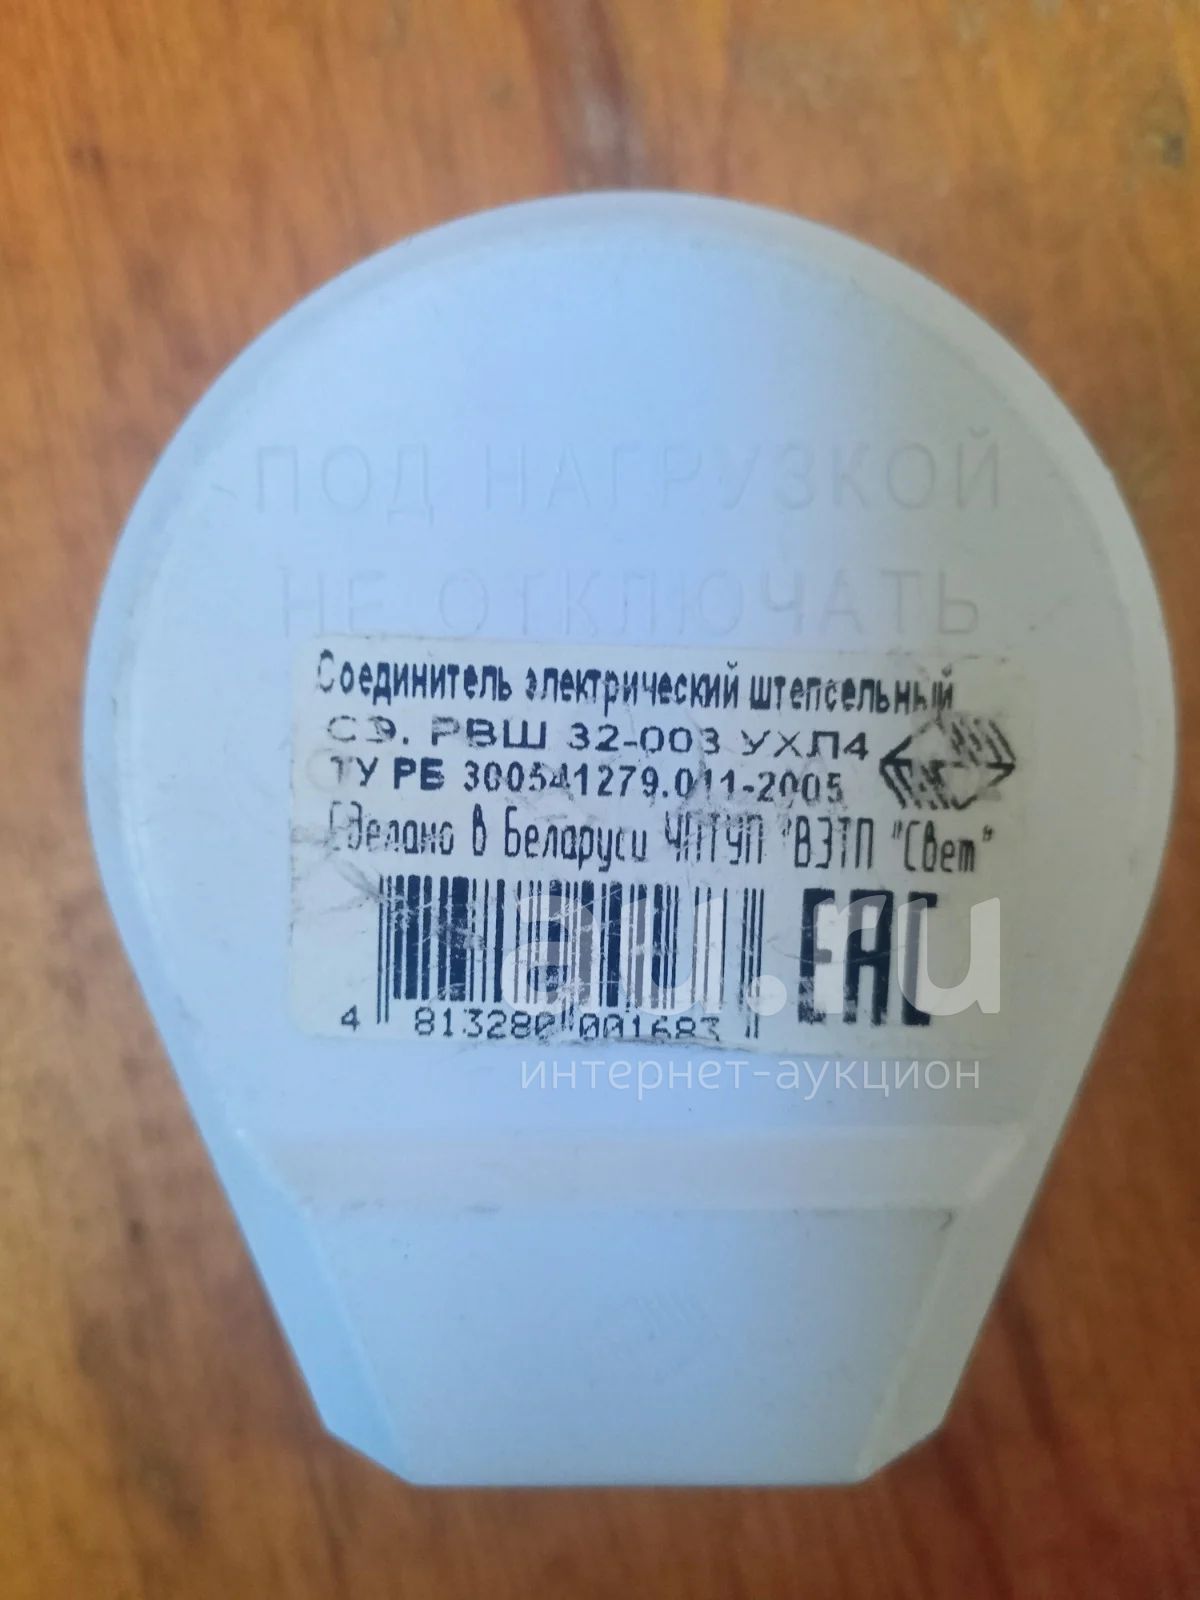 ПОД НАГРУЗКОЙ
НЕ ОТКЛЮЧАТЬ
Соединитель электрический штепсельный
СЭ. РВШ 32-003 УХЛ4
ТУ РБ 300541279.011-2005
Сделано в Беларуси ЧПТУП "ВЭТП "Свет"
EAC
4 813280 001683
au.ru
интернет-аукцион